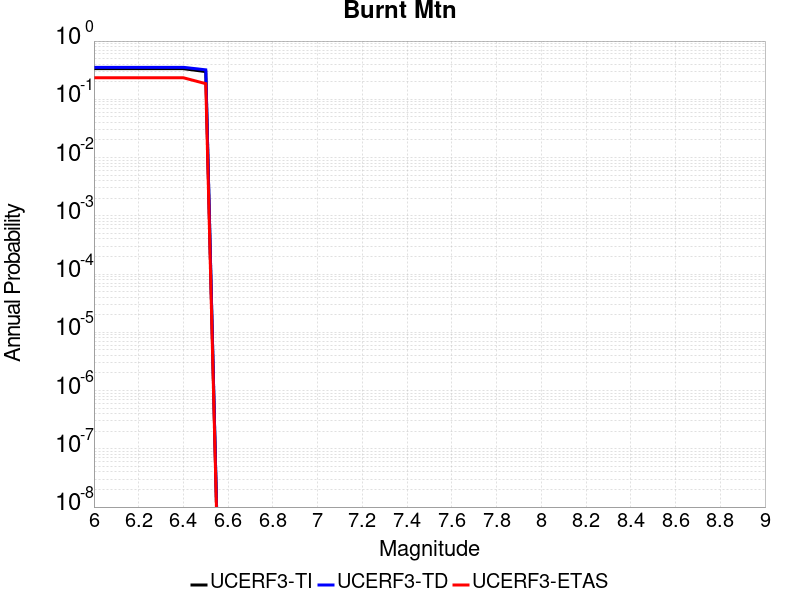 Burnt Mtn
Annual Probability
10^0
10^-1
10^-2
10^-3
10^-4
10^-5
10^-6
10^-7
10^-8
6 6.2 6.4 6.6 6.8 7 7.2 7.4 7.6 7.8 8 8.2 8.4 8.6 8.8 9
Magnitude
UCERF3-TI UCERF3-TD UCERF3-ETAS